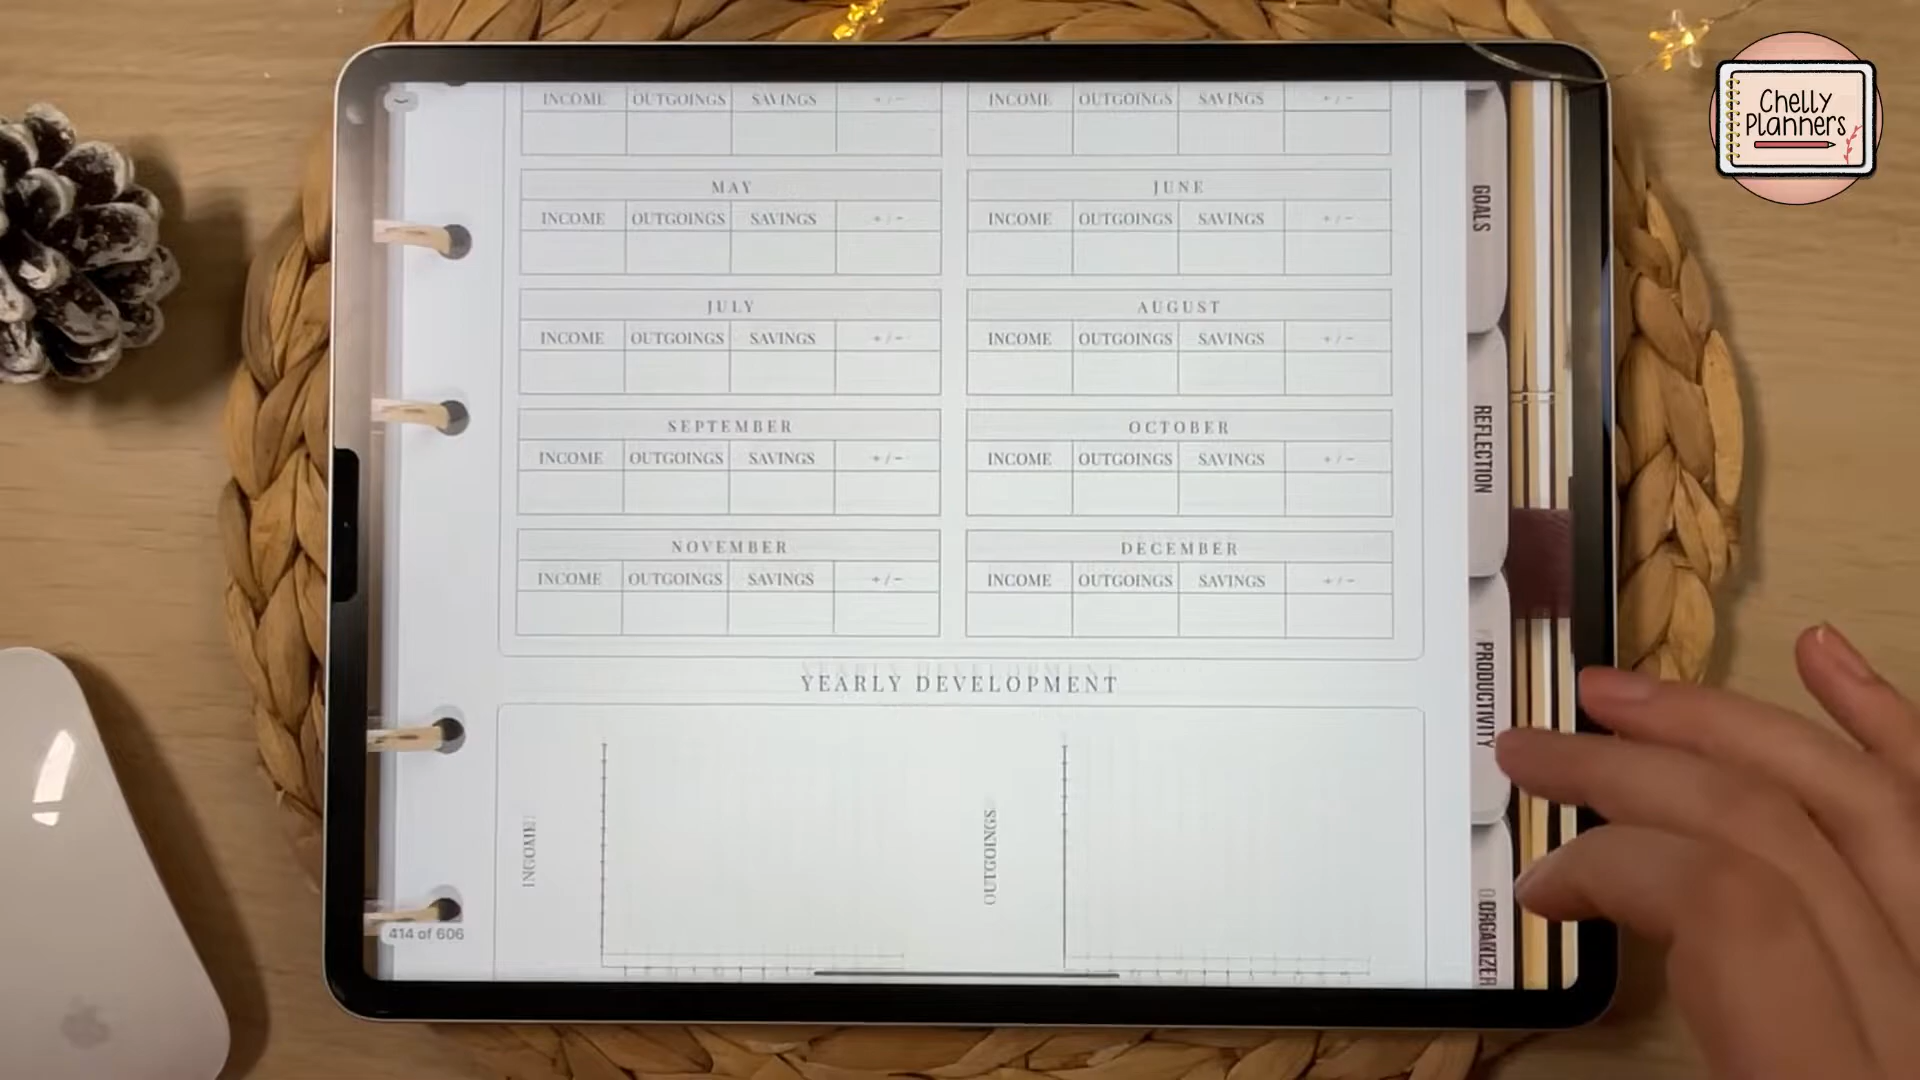 Chelly
Planners
INCOME OUTGOINGS SAVINGS +/-
INCOME OUTGOINGS SAVINGS +/-
MAY
INCOME OUTGOINGS SAVINGS +/-
JUNE
INCOME OUTGOINGS SAVINGS +/-
JULY
INCOME OUTGOINGS SAVINGS +/-
AUGUST
INCOME OUTGOINGS SAVINGS +/-
SEPTEMBER
INCOME OUTGOINGS SAVINGS +/-
OCTOBER
INCOME OUTGOINGS SAVINGS +/-
NOVEMBER
INCOME OUTGOINGS SAVINGS +/-
DECEMBER
INCOME OUTGOINGS SAVINGS +/-
YEARLY DEVELOPMENT
INCOME
OUTGOINGS
414 of 606
GOALS
REFLECTION
PRODUCTIVITY
ORGANIZER